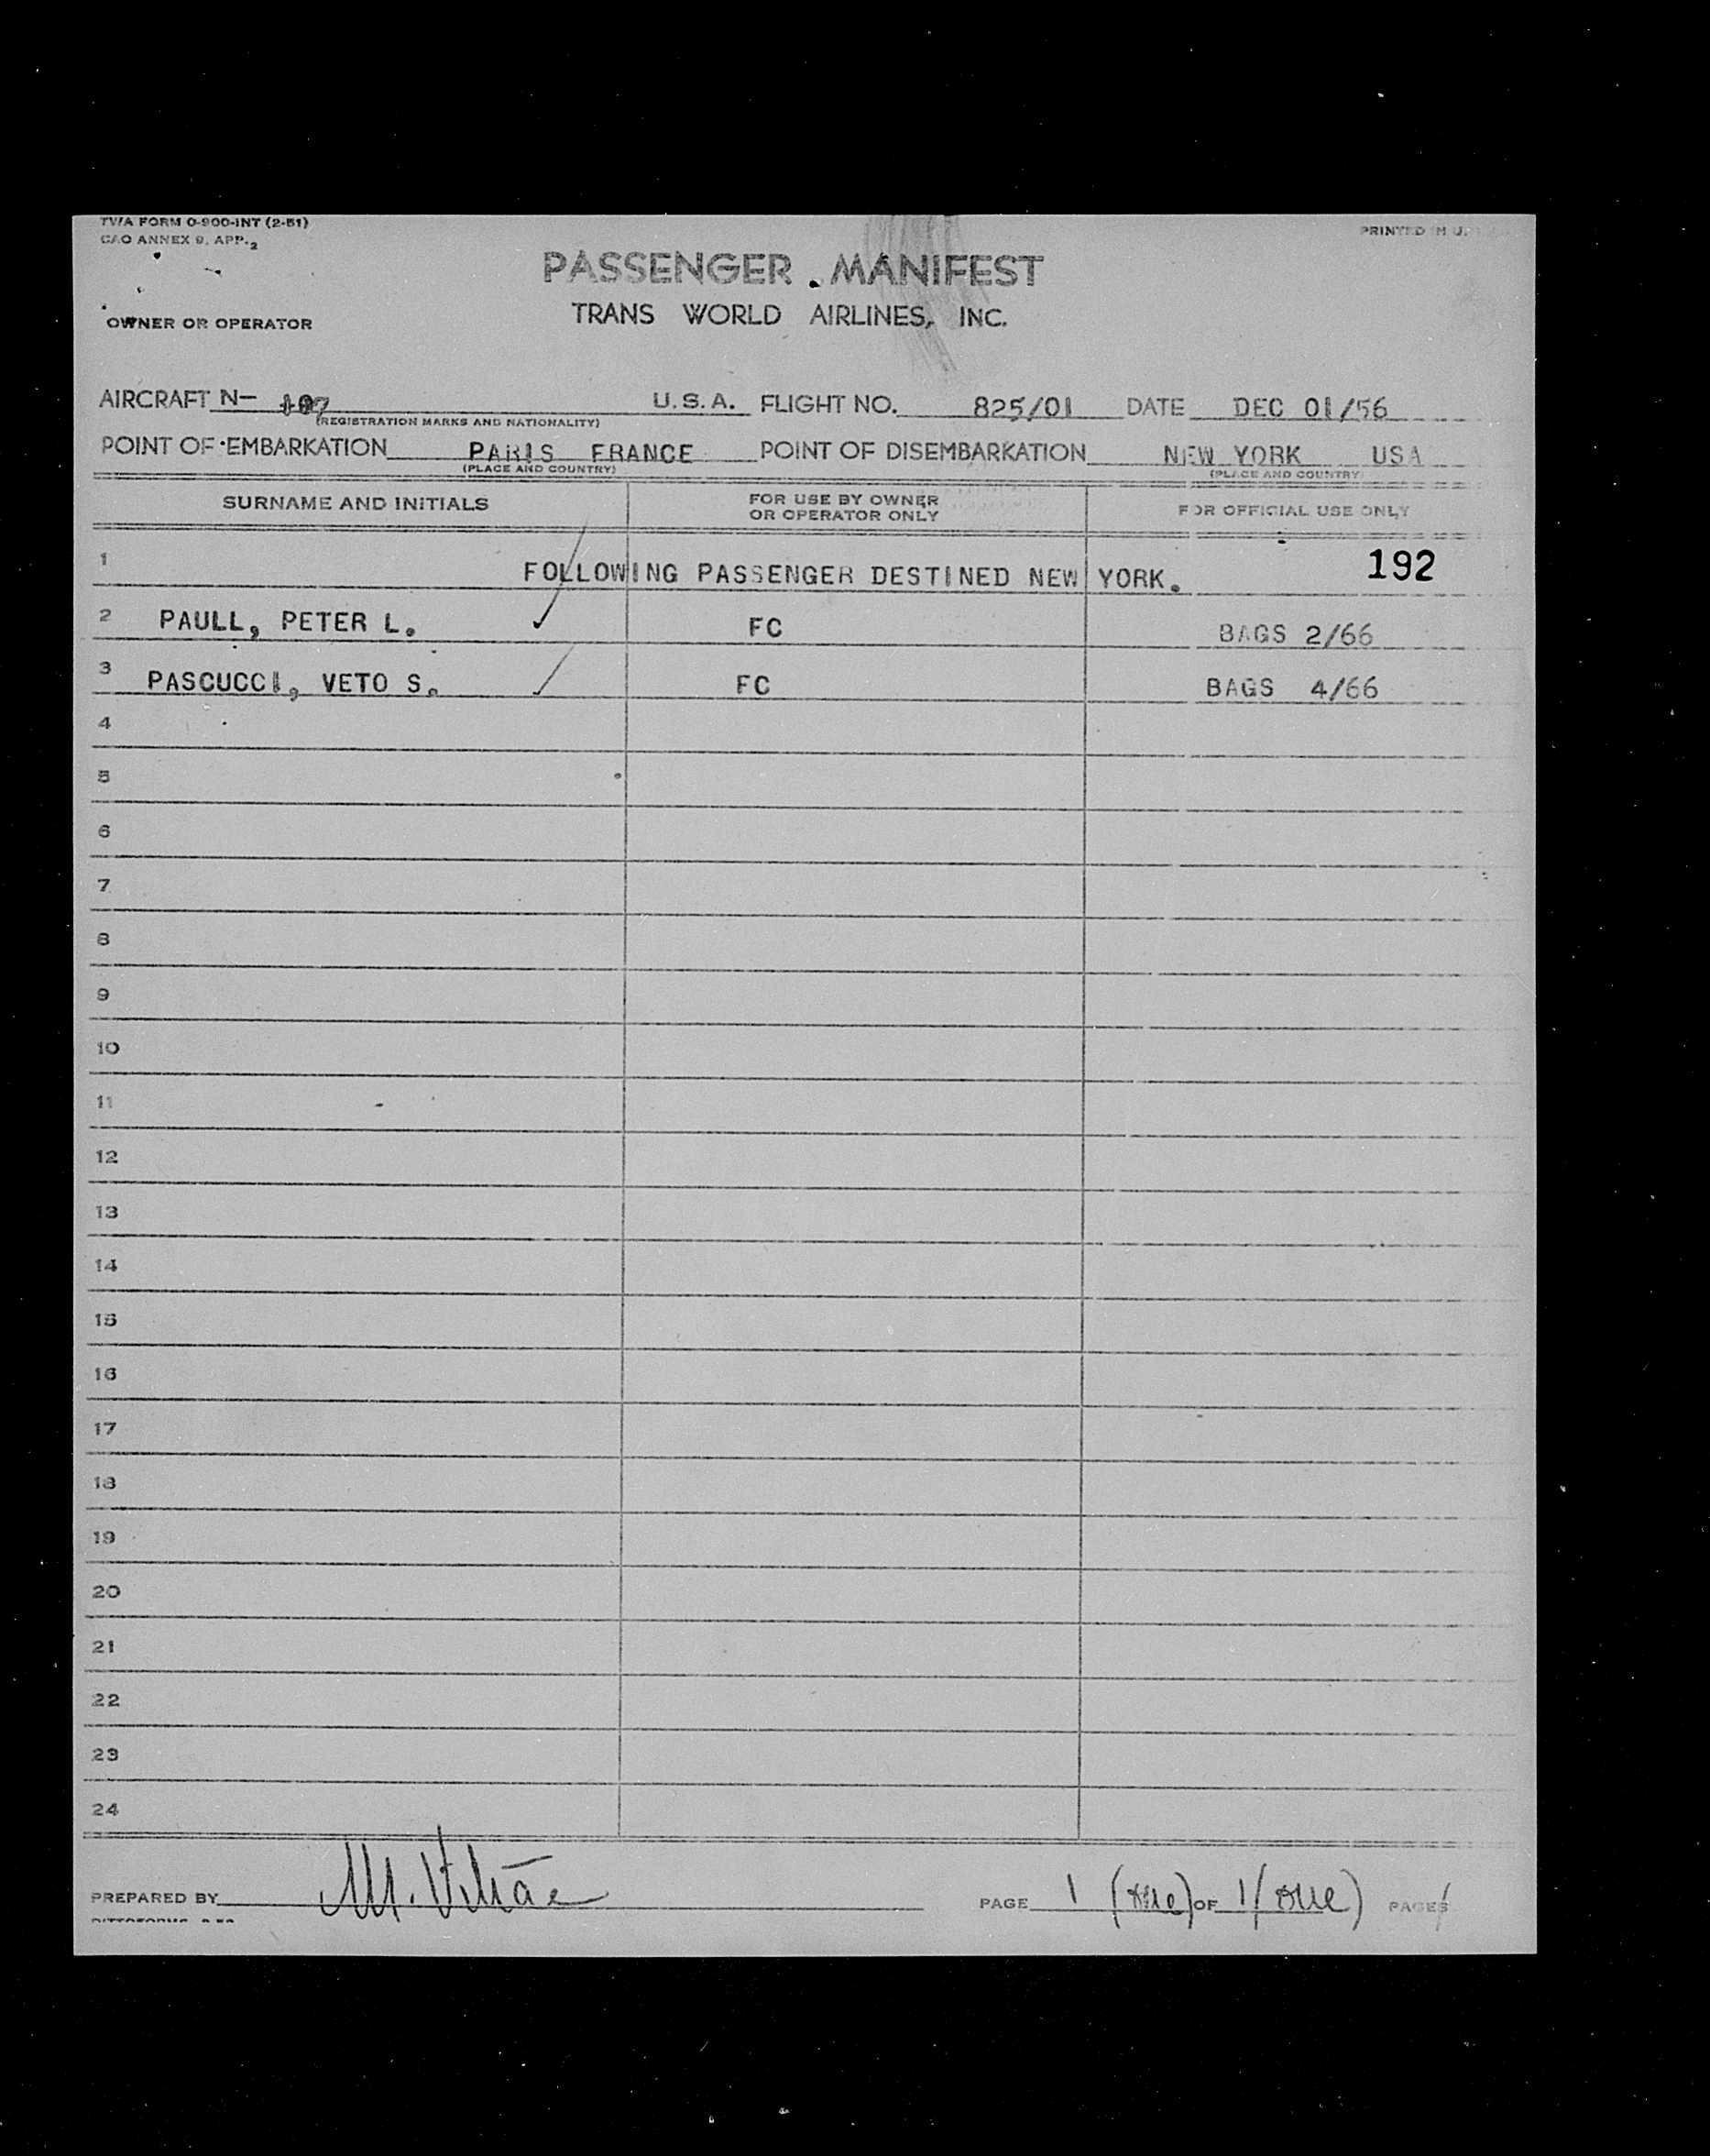 TWA FORM 0-900-INT (2-51)
ICAO ANNEX 9, APP. 2
PRINTED IN U.
PASSENGER MANIFEST
OWNER OR OPERATOR
TRANS WORLD AIRLINES, INC.
AIRCRAFT N- U.S.A. FLIGHT NO. 825/01 DATE DEC 01/56
(REGISTRATION MARKS AND NATIONALITY)
POINT OF EMBARKATION PARIS FRANCE POINT OF DISEMBARKATION NEW YORK USA
(PLACE AND COUNTRY) (PLACE AND COUNTRY)
SURNAME AND INITIALS FOR USE BY OWNER OR OPERATOR ONLY FOR OFFICIAL USE ONLY
1 FOLLOWING PASSENGER DESTINED NEW YORK. 192
2 PAULL, PETER L. ✓ FC BAGS 2/66
3 PASCUCCI, VETO S. ✓ FC BAGS 4/66
4
5
6
7
8
9
10
11
12
13
14
15
16
17
18
19
20
21
22
23
24
PREPARED BY PAGE 1 (one) OF 1 (one) PAGES